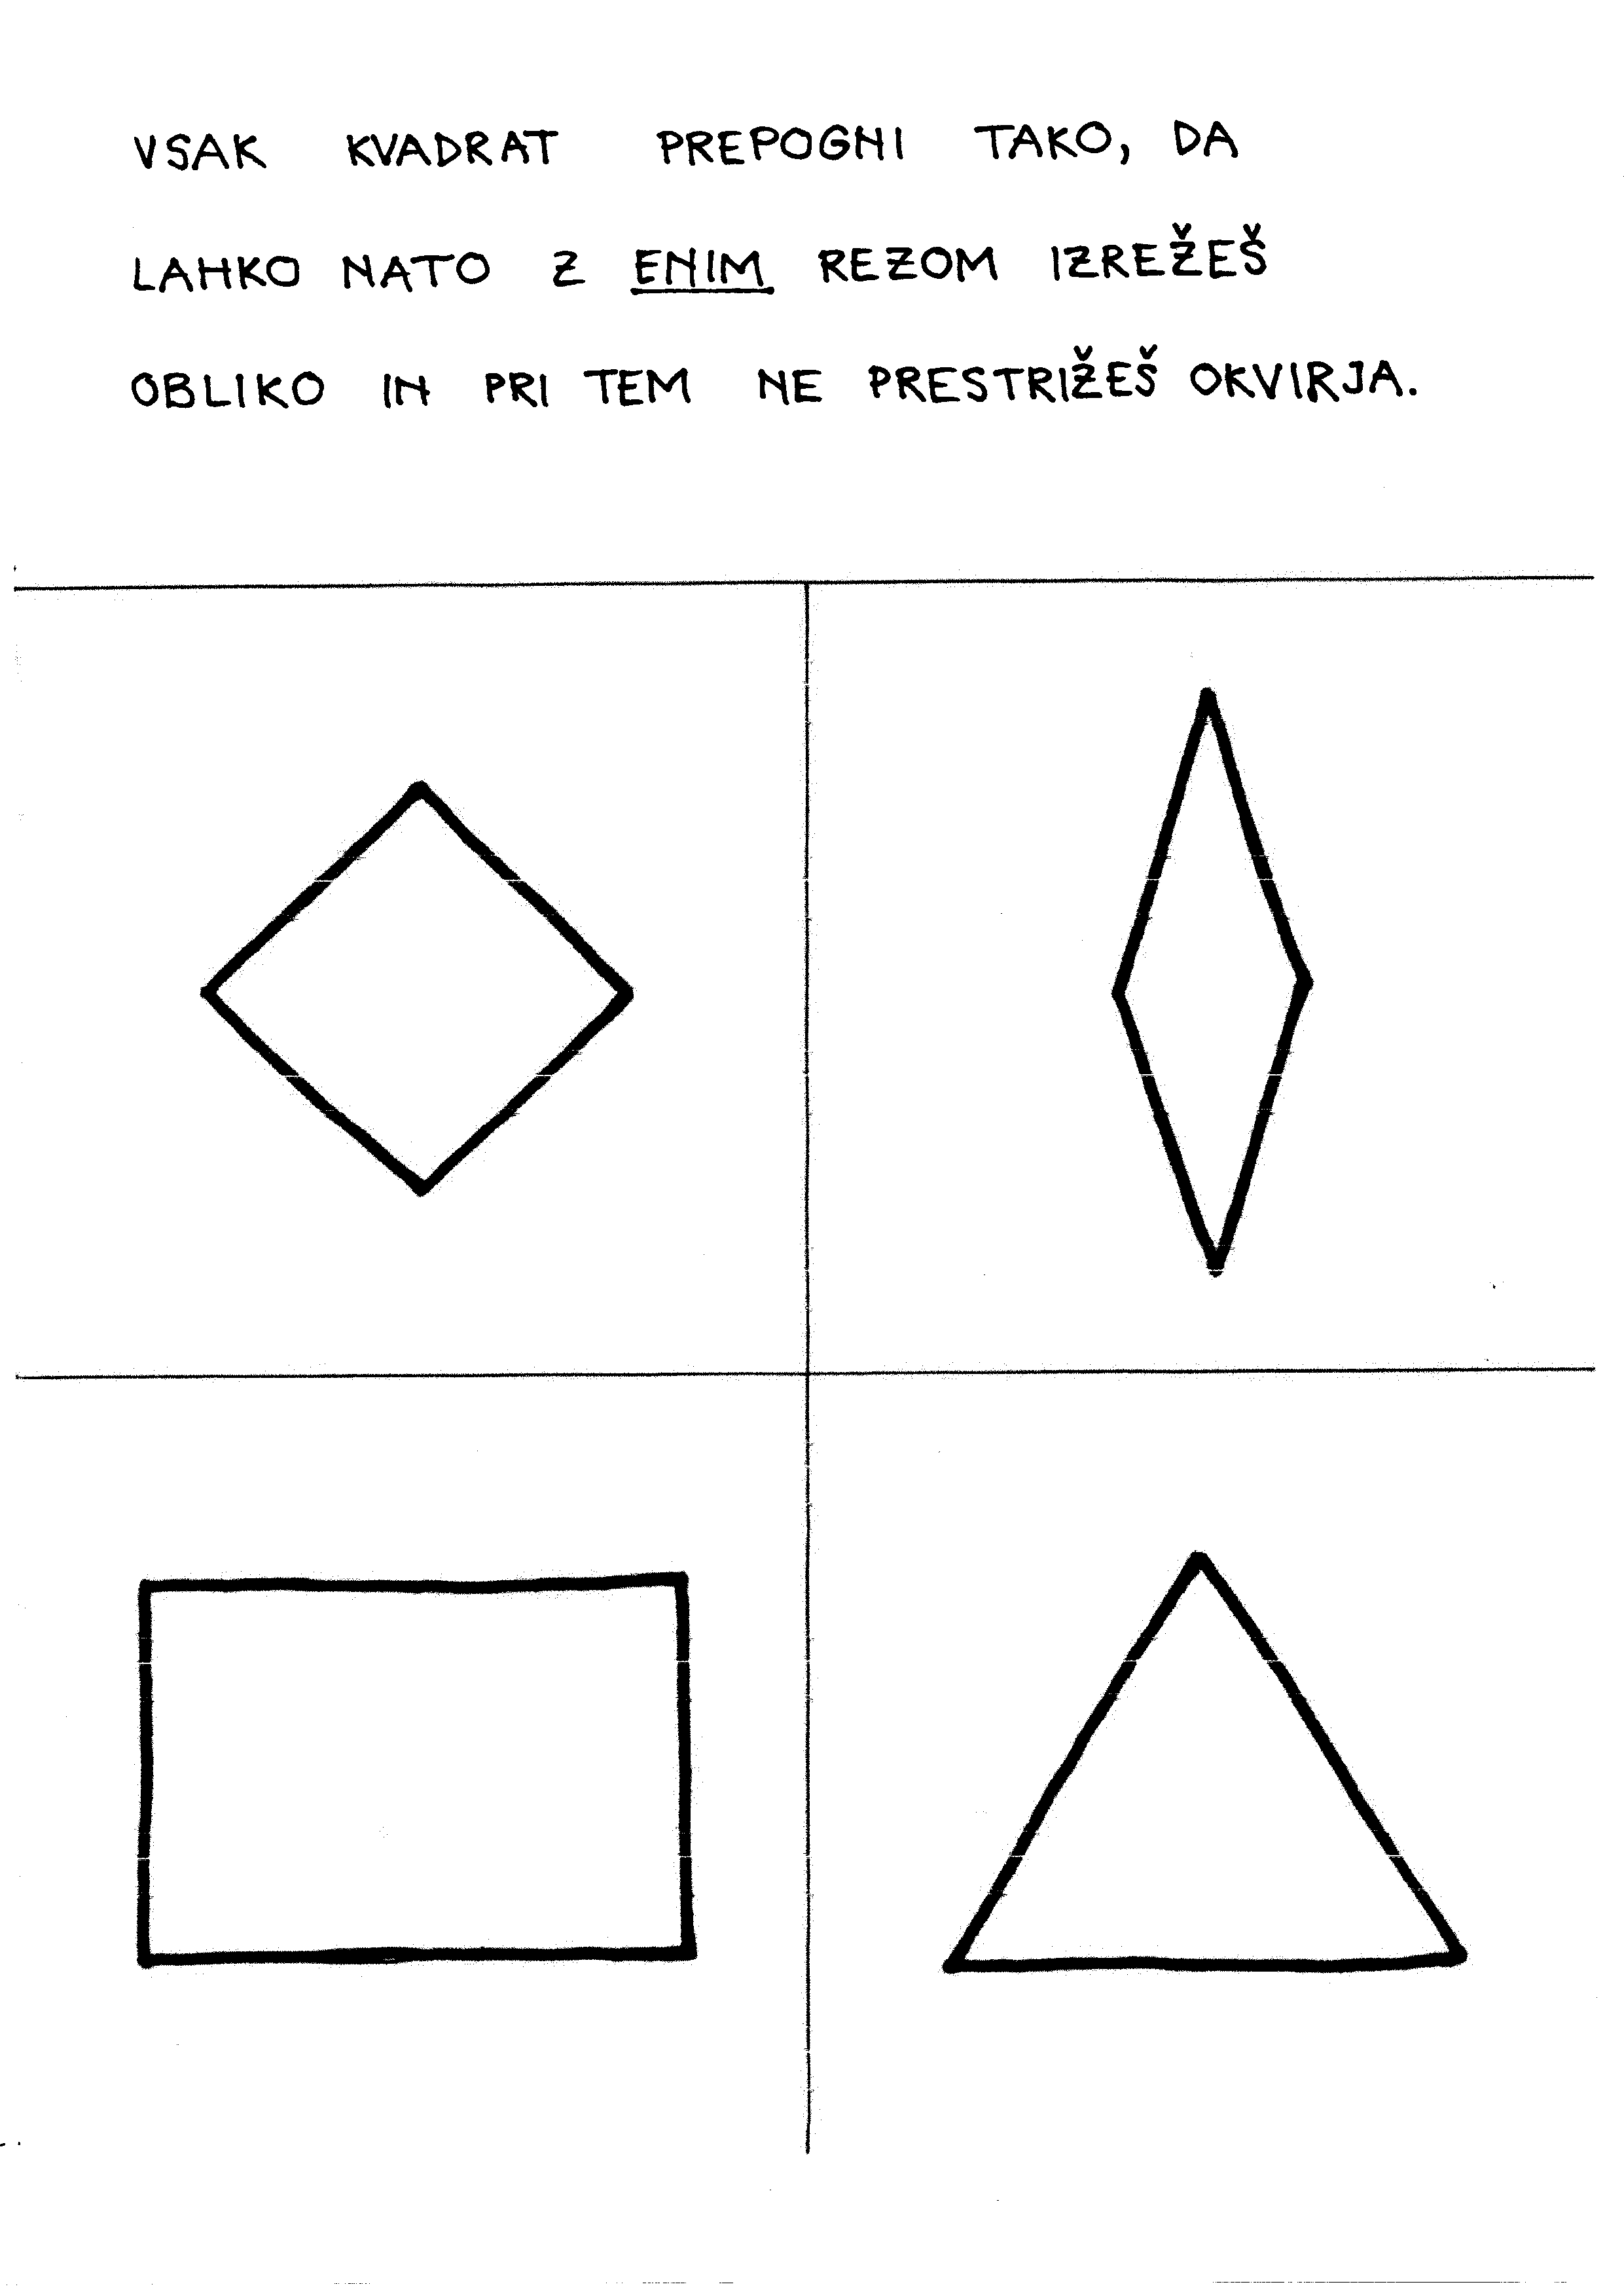 VSAK KVADRAT PREPOGNI TAKO, DA
LAHKO NATO Z ENIM REZOM IZREŽEŠ
OBLIKO IN PRI TEM NE PRESTRIŽEŠ OKVIRJA.